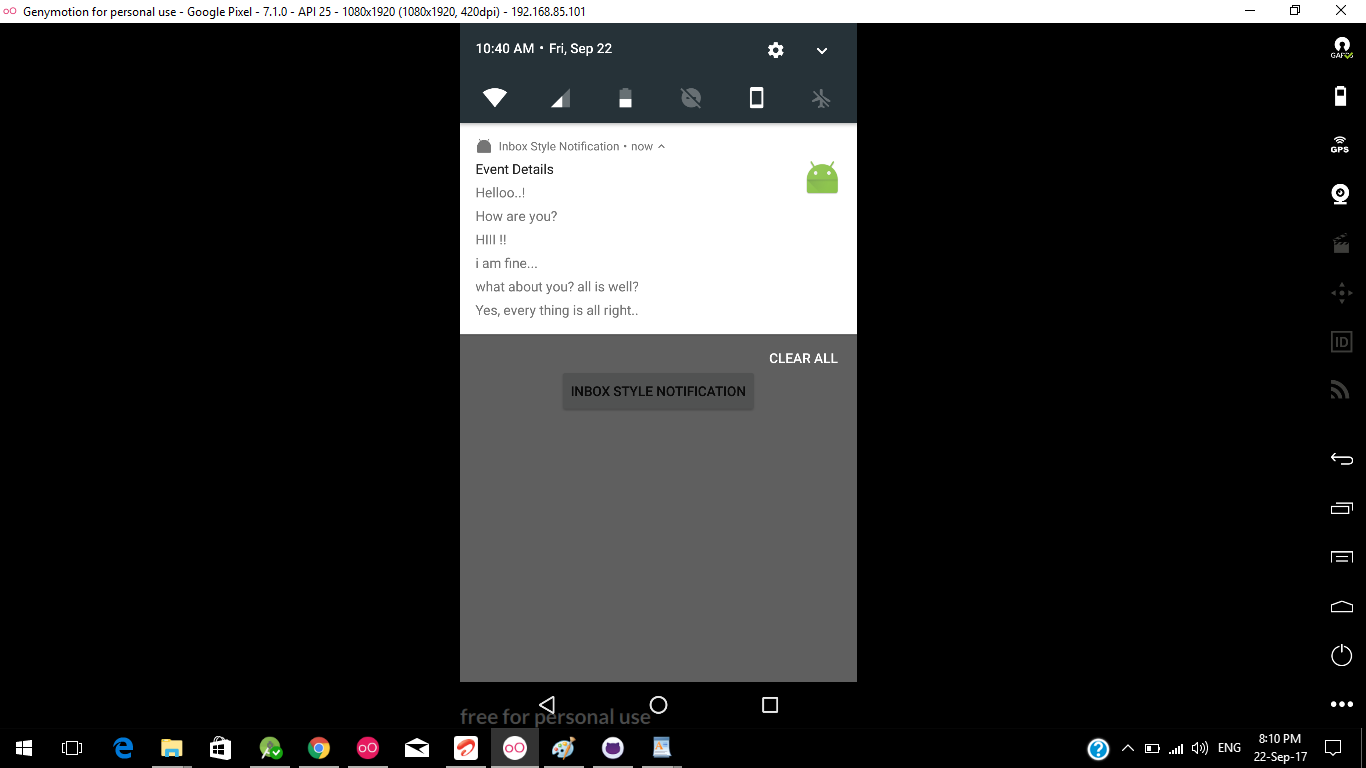 Genymotion for personal use - Google Pixel - 7.1.0 - API 25 - 1080x1920 (1080x1920, 420dpi) - 192.168.85.101
10:40 AM • Fri, Sep 22
Inbox Style Notification • now
Event Details
Helloo..!
How are you?
HIII !!
i am fine...
what about you? all is well?
Yes, every thing is all right..
CLEAR ALL
INBOX STYLE NOTIFICATION
free for personal use
GPS
ID
ENG
8:10 PM
22-Sep-17